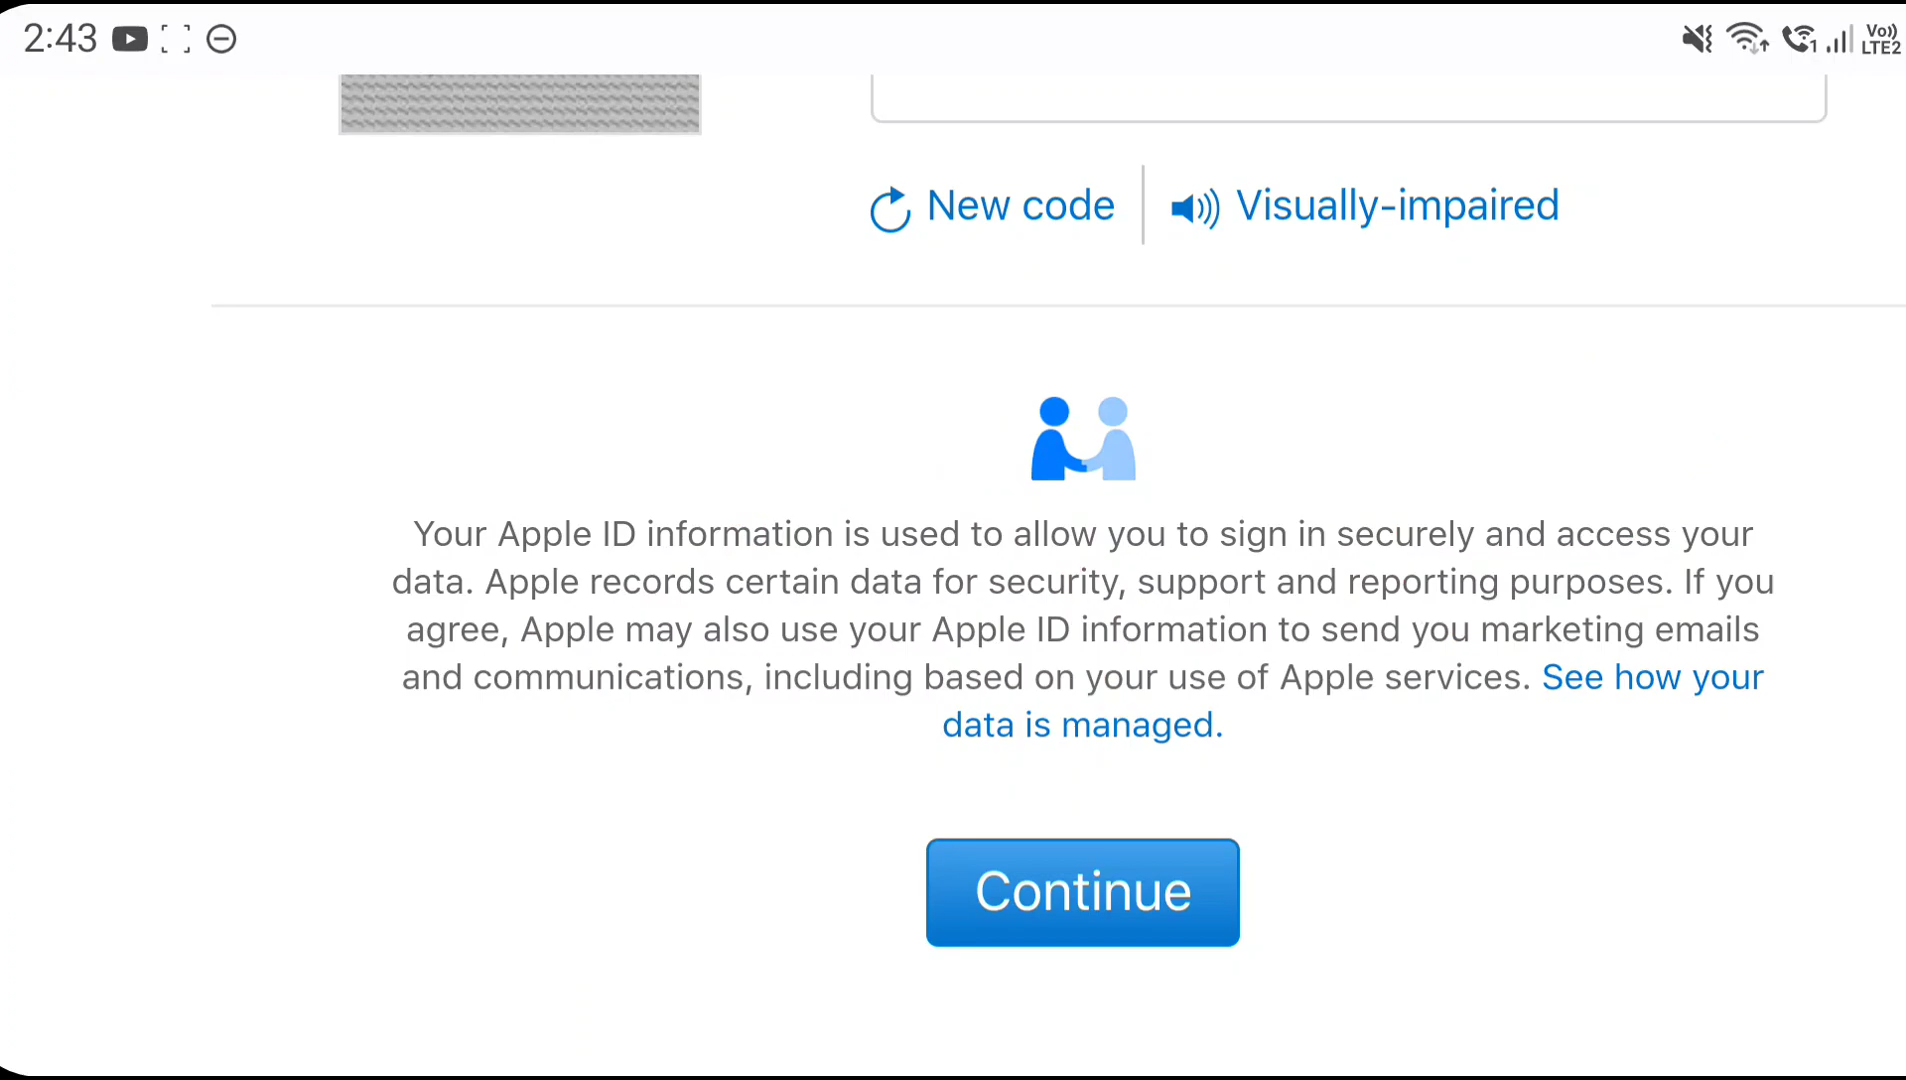 2:43
1
Vo))
LTE2
New code
Visually-impaired
Your Apple ID information is used to allow you to sign in securely and access your
data. Apple records certain data for security, support and reporting purposes. If you
agree, Apple may also use your Apple ID information to send you marketing emails
and communications, including based on your use of Apple services. See how your
data is managed.
Continue